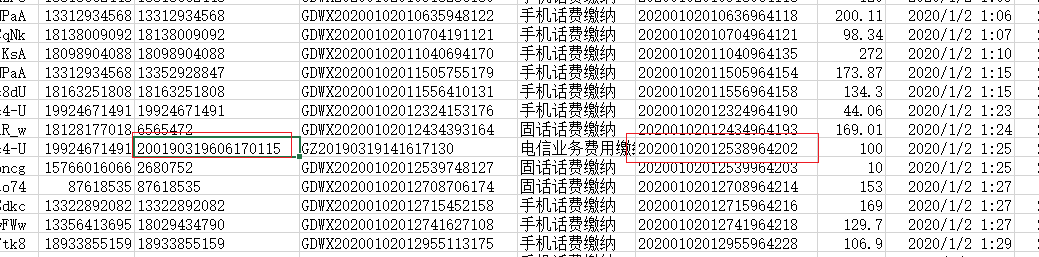 JPaA 13312934568 13312934568 GDWX20200102010635948122 手机话费缴纳 20200102010636964118 200.11 2020/1/2 1:06
CqNk 18138009092 18138009092 GDWX20200102010704191121 手机话费缴纳 20200102010704964121 98.34 2020/1/2 1:07
KsA 18098904088 18098904088 GDWX20200102011040694170 手机话费缴纳 20200102011040964135 272 2020/1/2 1:10
JPaA 13312934568 13352928847 GDWX20200102011505755179 手机话费缴纳 20200102011505964154 173.87 2020/1/2 1:15
8dU 18163251808 18163251808 GDWX20200102011556410131 手机话费缴纳 20200102011556964158 134.3 2020/1/2 1:15
4-U 19924671491 19924671491 GDWX20200102012324153176 手机话费缴纳 20200102012324964190 44.06 2020/1/2 1:23
R_w 18128177018 6565472 GDWX20200102012434393164 固话话费缴纳 20200102012434964193 169.01 2020/1/2 1:24
4-U 19924671491 200190319606170115 GZ20190319141617130 电信业务费用缴 20200102012538964202 100 2020/1/2 1:25
oncg 15766016066 2680752 GDWX20200102012539748127 固话话费缴纳 20200102012539964203 10 2020/1/2 1:25
o74 87618535 87618535 GDWX20200102012708706174 固话话费缴纳 20200102012708964214 153 2020/1/2 1:27
dkc 13322892082 13322892082 GDWX20200102012715452158 手机话费缴纳 20200102012715964216 169 2020/1/2 1:27
FWw 13356413695 18029434790 GDWX20200102012741627108 手机话费缴纳 20200102012741964218 129.7 2020/1/2 1:27
tk8 18933855159 18933855159 GDWX20200102012955113175 手机话费缴纳 20200102012955964228 106.9 2020/1/2 1:29